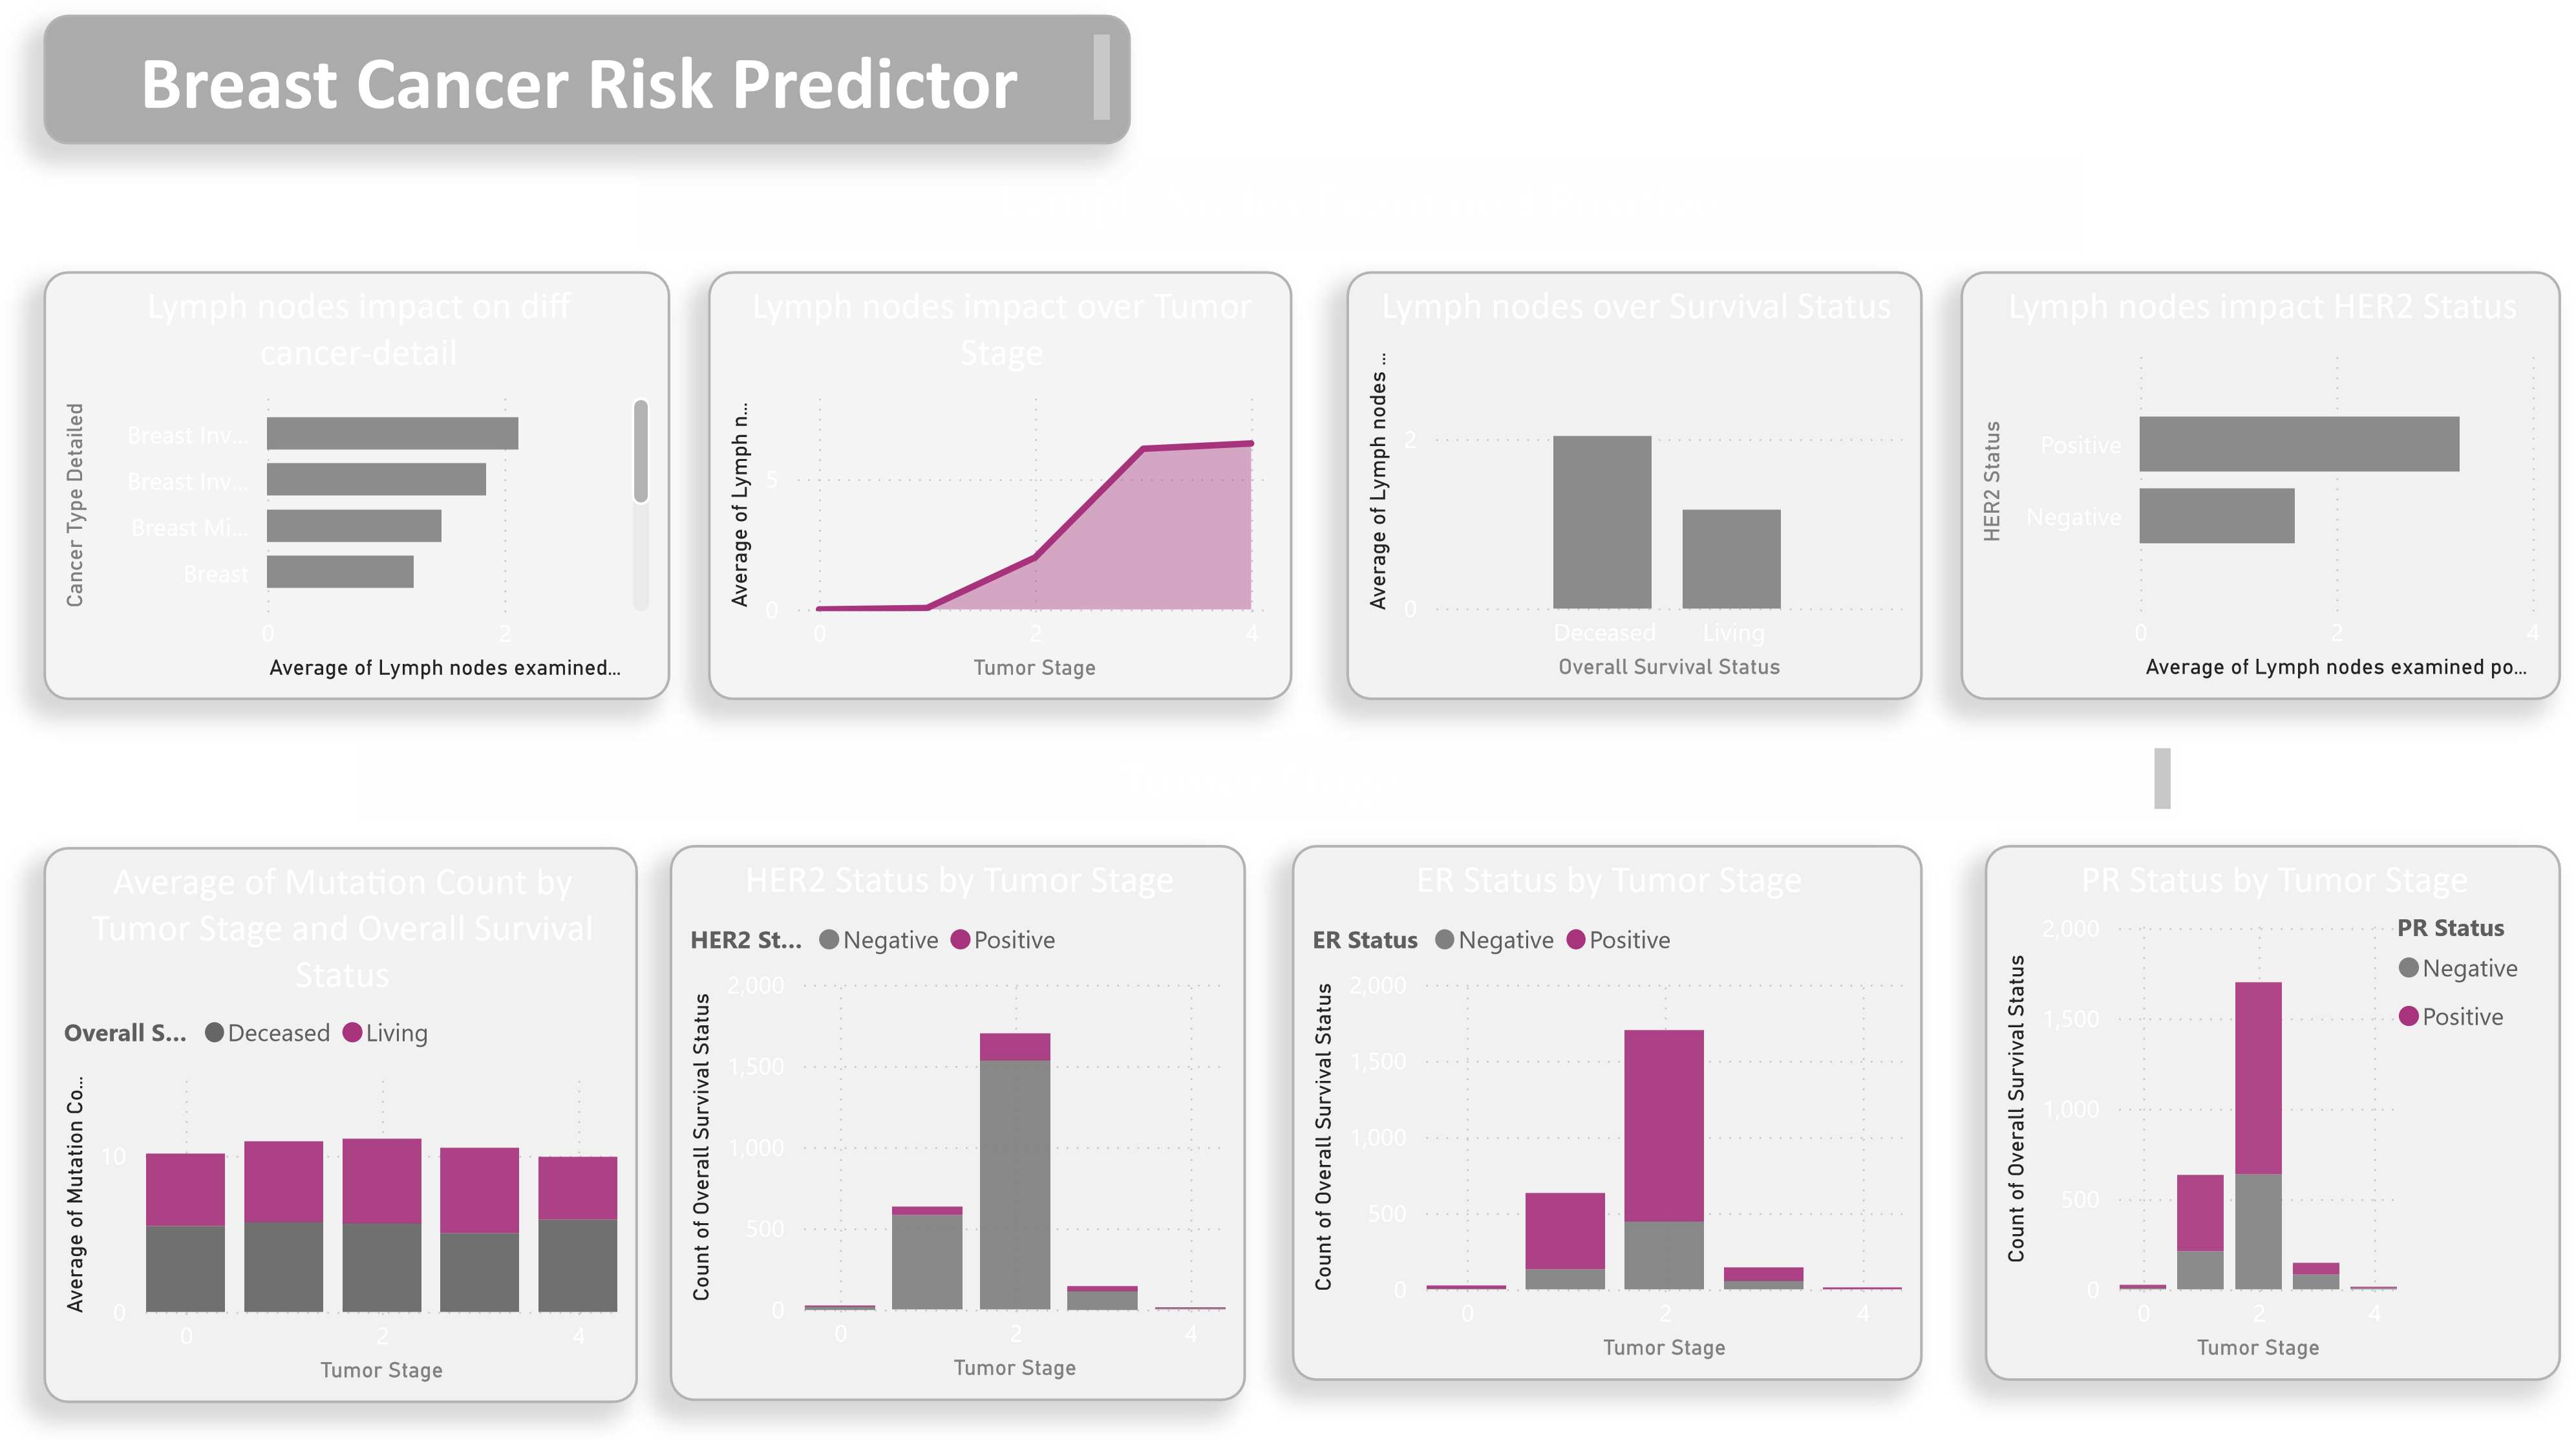 Breast Cancer Risk Predictor
Lymph Nodes Examined Positive
Lymph nodes impact on diff
cancer-detail
Cancer Type Detailed
Breast Inv...
Breast Inv...
Breast Mi...
Breast
0
2
Average of Lymph nodes examined...
Lymph nodes impact over Tumor
Stage
Average of Lymph n...
5
0
0
2
4
Tumor Stage
Lymph nodes over Survival Status
Average of Lymph nodes ...
2
0
Deceased
Living
Overall Survival Status
Lymph nodes impact HER2 Status
HER2 Status
Positive
Negative
0
2
4
Average of Lymph nodes examined po...
Tumor Stage
Average of Mutation Count by
Tumor Stage and Overall Survival
Status
Overall S... Deceased Living
Average of Mutation Co...
10
0
0
2
4
Tumor Stage
HER2 Status by Tumor Stage
HER2 St... Negative Positive
Count of Overall Survival Status
2,000
1,500
1,000
500
0
0
2
4
Tumor Stage
ER Status by Tumor Stage
ER Status Negative Positive
Count of Overall Survival Status
2,000
1,500
1,000
500
0
0
2
4
Tumor Stage
PR Status by Tumor Stage
PR Status
Negative
Positive
Count of Overall Survival Status
2,000
1,500
1,000
500
0
0
2
4
Tumor Stage